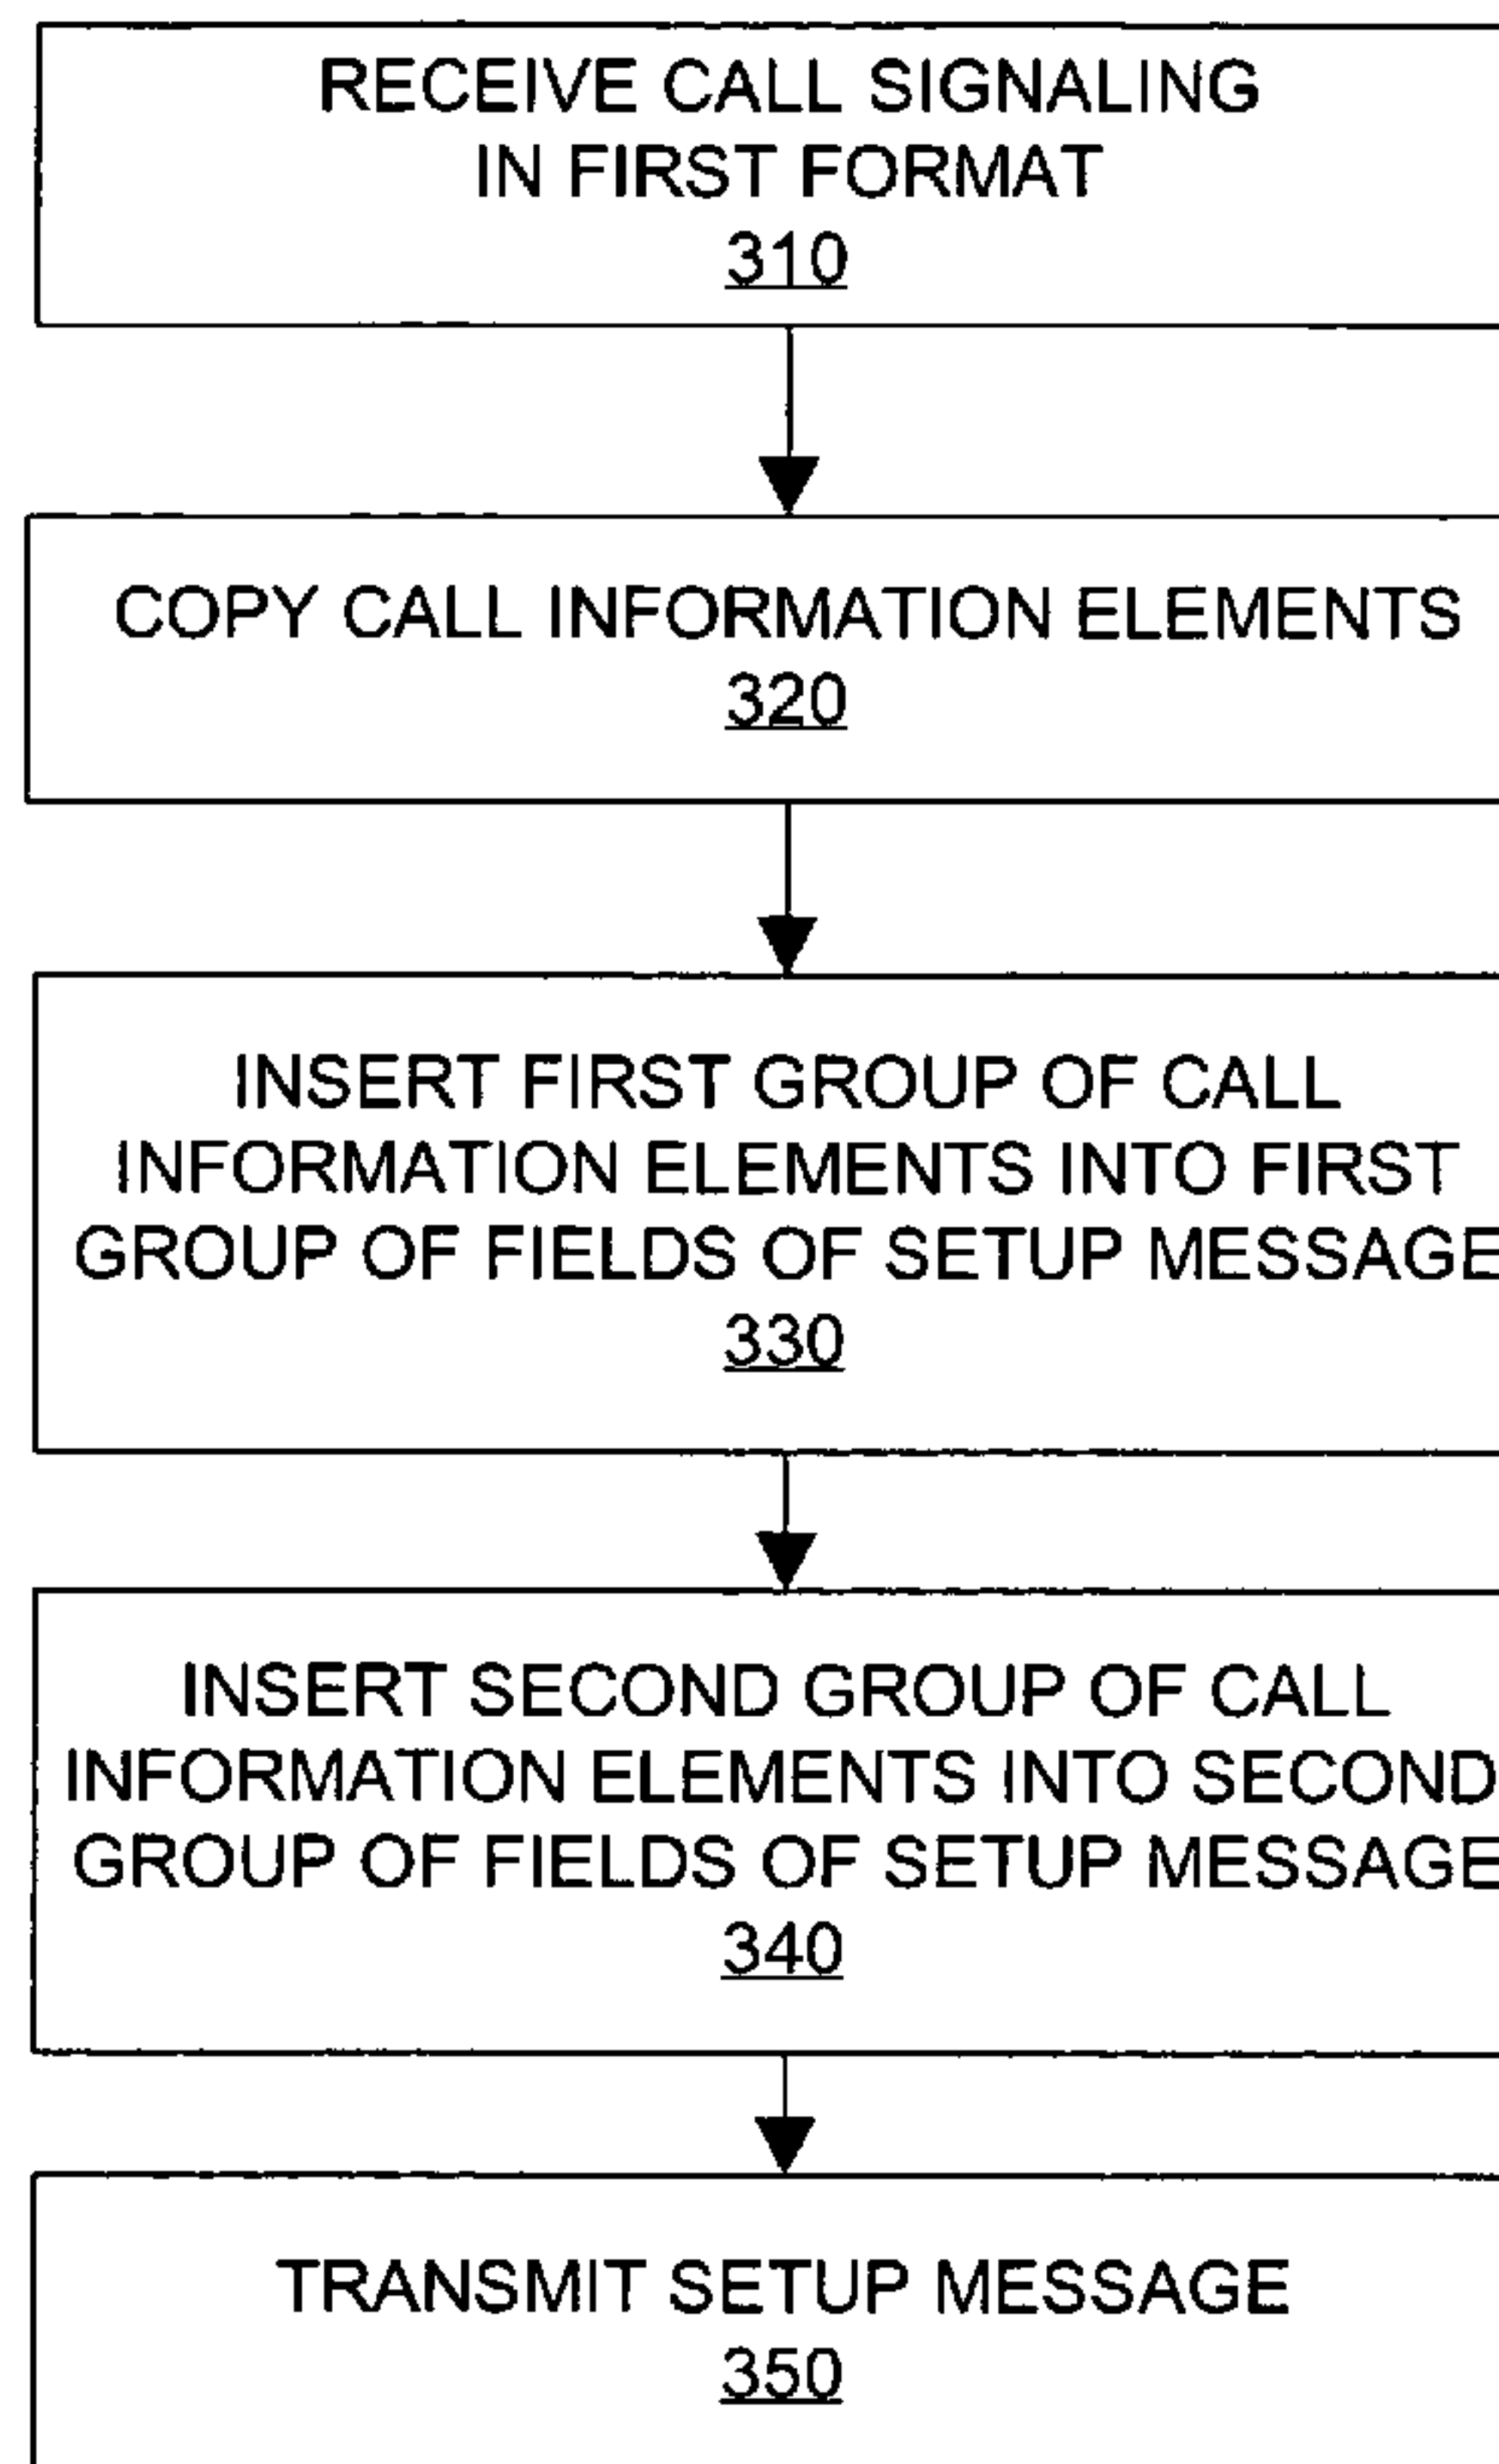 RECEIVE CALL SIGNALING
IN FIRST FORMAT
310
COPY CALL INFORMATION ELEMENTS
320
INSERT FIRST GROUP OF CALL
INFORMATION ELEMENTS INTO FIRST
GROUP OF FIELDS OF SETUP MESSAGE
330
INSERT SECOND GROUP OF CALL
INFORMATION ELEMENTS INTO SECOND
GROUP OF FIELDS OF SETUP MESSAGE
340
TRANSMIT SETUP MESSAGE
350